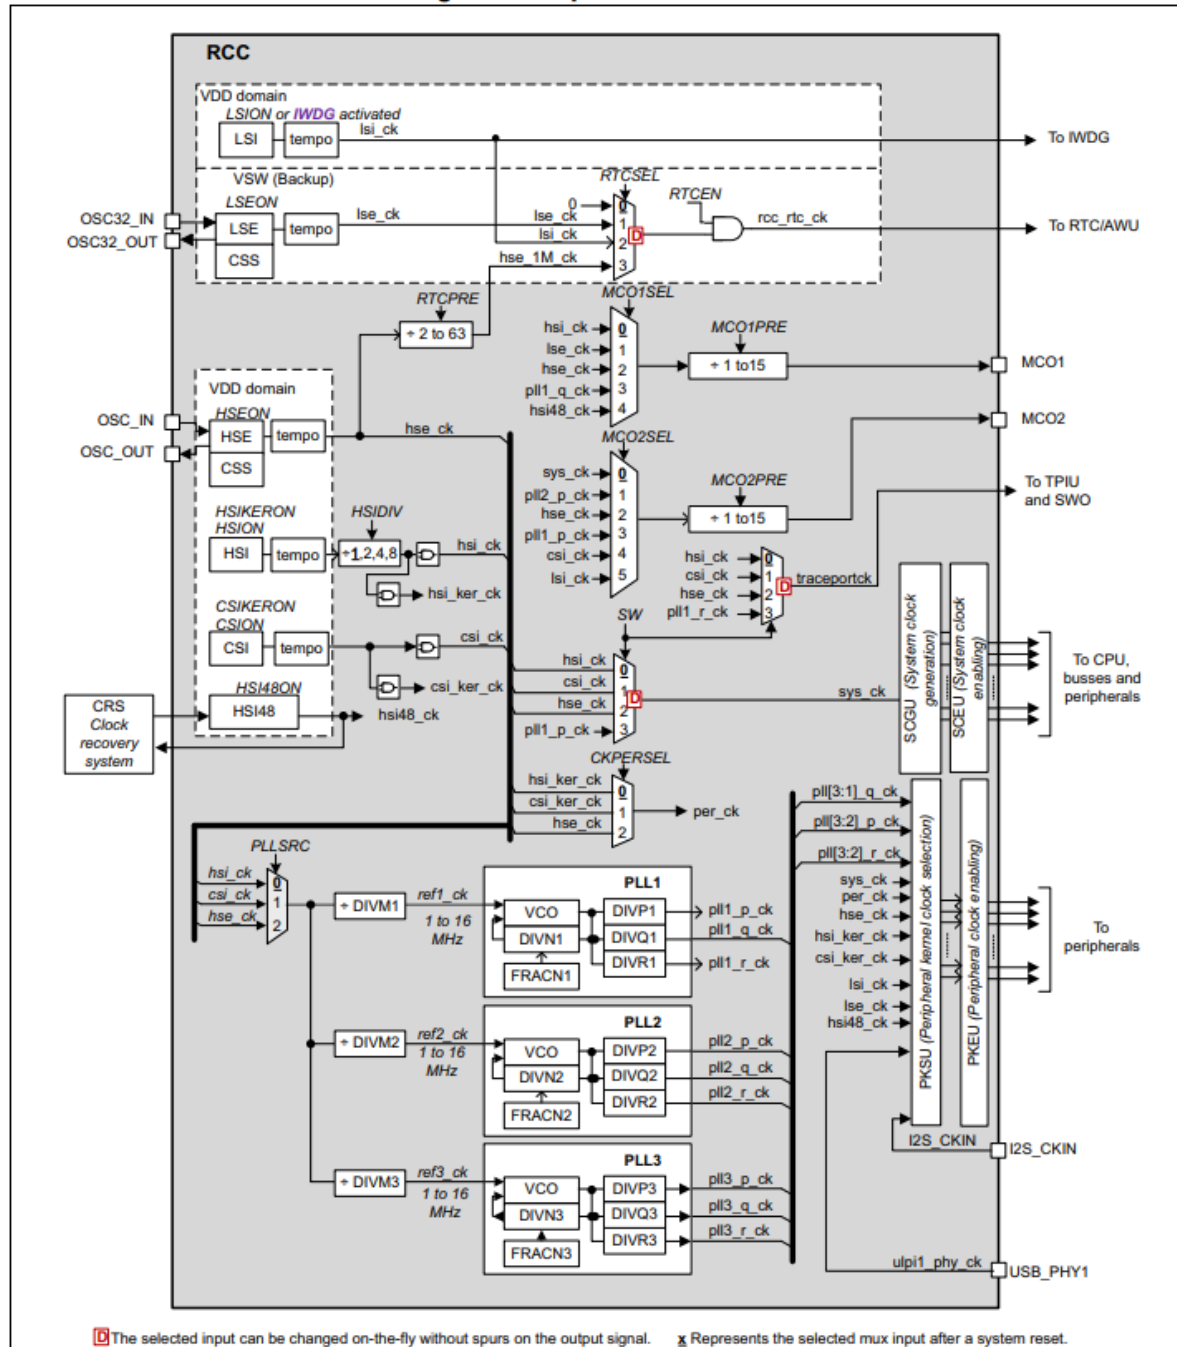 RCC
VDD domain
LSION or IWDG activated
LSI
tempo
lsi_ck
To IWDG
VSW (Backup)
LSEON
OSC32_IN
OSC32_OUT
LSE
tempo
CSS
lse_ck
RTCSEL
0
0
lse_ck
1
lsi_ck
2
hse_1M_ck
3
D
RTCEN
rcc_rtc_ck
To RTC/AWU
RTCPRE
÷ 2 to 63
MCO1SEL
hsi_ck
0
lse_ck
1
hse_ck
2
pll1_q_ck
3
hsi48_ck
4
MCO1PRE
÷ 1 to15
MCO1
VDD domain
OSC_IN
OSC_OUT
HSEON
HSE
tempo
CSS
hse_ck
MCO2SEL
sys_ck
0
pll2_p_ck
1
hse_ck
2
pll1_p_ck
3
csi_ck
4
lsi_ck
5
MCO2PRE
÷ 1 to15
MCO2
To TPIU
and SWO
HSIKERON
HSION
HSI
tempo
HSIDIV
÷1,2,4,8
hsi_ck
hsi_ker_ck
hsi_ck
0
csi_ck
1
hse_ck
2
pll1_r_ck
3
D
traceportck
CSIKERON
CSION
CSI
tempo
csi_ck
csi_ker_ck
SW
hsi_ck
0
csi_ck
1
hse_ck
2
pll1_p_ck
3
D
sys_ck
SCGU (System clock
generation)
SCEU (System clock
enabling)
To CPU,
busses and
peripherals
HSI48ON
HSI48
hsi48_ck
CRS
Clock
recovery
system
CKPERSEL
hsi_ker_ck
0
csi_ker_ck
1
hse_ck
2
per_ck
PLLSRC
hsi_ck
0
csi_ck
1
hse_ck
2
÷ DIVM1
ref1_ck
1 to 16
MHz
PLL1
VCO
DIVN1
FRACN1
DIVP1
DIVQ1
DIVR1
pll1_p_ck
pll1_q_ck
pll1_r_ck
÷ DIVM2
ref2_ck
1 to 16
MHz
PLL2
VCO
DIVN2
FRACN2
DIVP2
DIVQ2
DIVR2
pll2_p_ck
pll2_q_ck
pll2_r_ck
÷ DIVM3
ref3_ck
1 to 16
MHz
PLL3
VCO
DIVN3
FRACN3
DIVP3
DIVQ3
DIVR3
pll3_p_ck
pll3_q_ck
pll3_r_ck
pll[3:1]_q_ck
pll[3:2]_p_ck
pll[3:2]_r_ck
sys_ck
per_ck
hse_ck
hsi_ker_ck
csi_ker_ck
lsi_ck
lse_ck
hsi48_ck
PKSU (Peripheral kernel clock selection)
PKEU (Peripheral clock enabling)
To
peripherals
I2S_CKIN
I2S_CKIN
ulpi1_phy_ck
USB_PHY1
D The selected input can be changed on-the-fly without spurs on the output signal.
x Represents the selected mux input after a system reset.